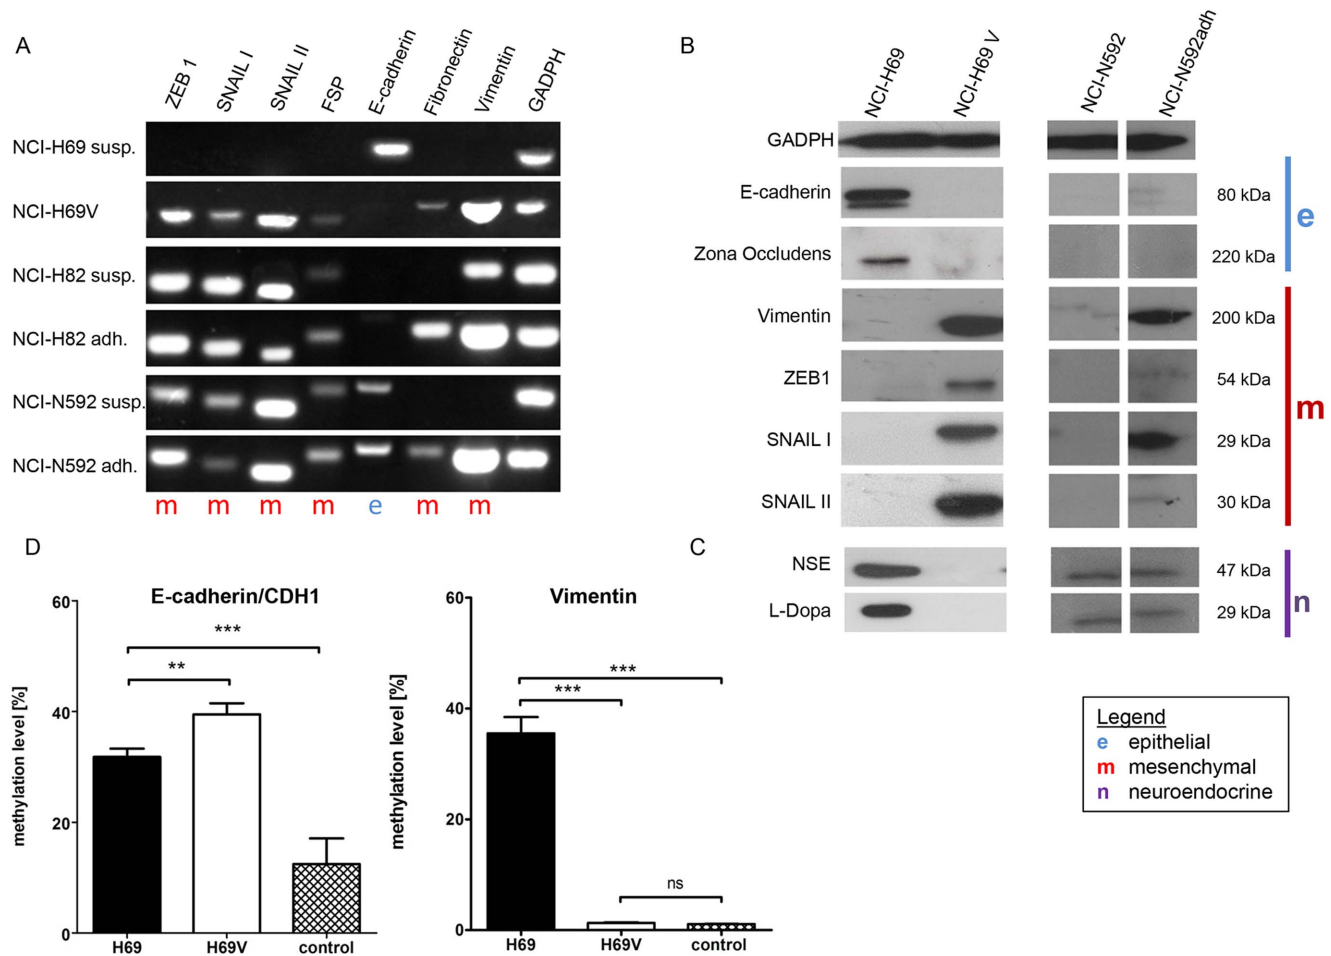 A
ZEB 1
SNAIL I
SNAIL II
FSP
E-cadherin
Fibronectin
Vimentin
GADPH
NCI-H69 susp.
NCI-H69V
NCI-H82 susp.
NCI-H82 adh.
NCI-N592 susp.
NCI-N592 adh.
m m m m e m m
B
NCI-H69
NCI-H69 V
NCI-N592
NCI-N592adh
GADPH
E-cadherin 80 kDa
Zona Occludens 220 kDa
e
Vimentin 200 kDa
ZEB1 54 kDa
SNAIL I 29 kDa
SNAIL II 30 kDa
m
C
NSE 47 kDa
L-Dopa 29 kDa
n
D
E-cadherin/CDH1
methylation level [%]
60
40
20
0
***
**
H69 H69V control
Vimentin
methylation level [%]
60
40
20
0
***
***
ns
H69 H69V control
Legend
e epithelial
m mesenchymal
n neuroendocrine